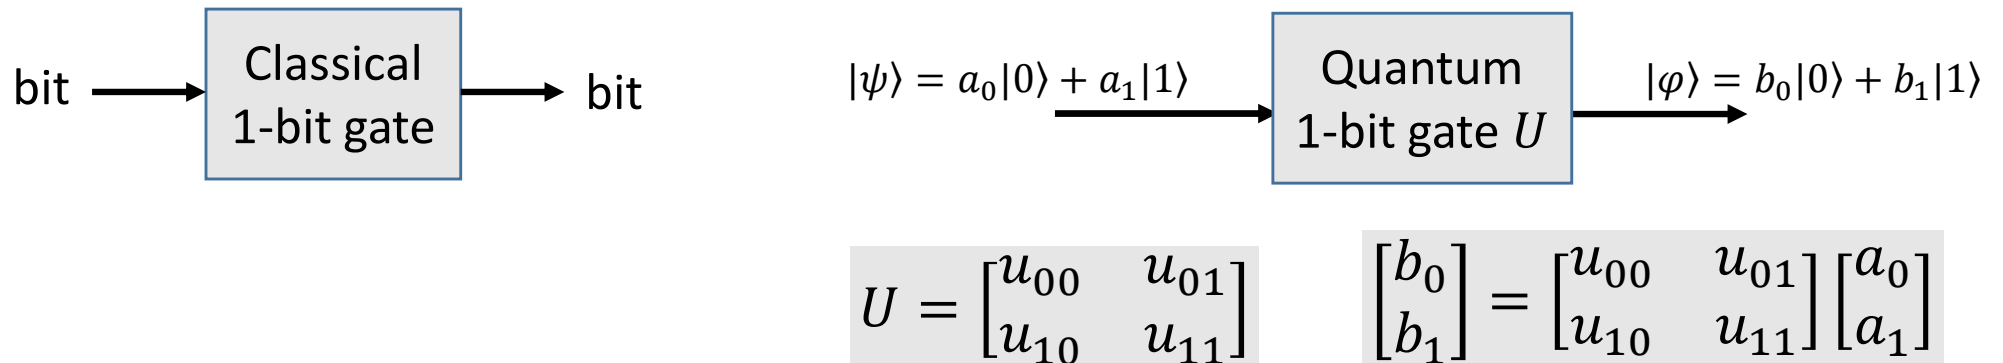 bit
Classical
1-bit gate
bit
|ψ⟩ = a₀|0⟩ + a₁|1⟩
Quantum
1-bit gate U
|φ⟩ = b₀|0⟩ + b₁|1⟩
U = [u₀₀ u₀₁
u₁₀ u₁₁]
[b₀ b₁] = [u₀₀ u₀₁
u₁₀ u₁₁] [a₀ a₁]